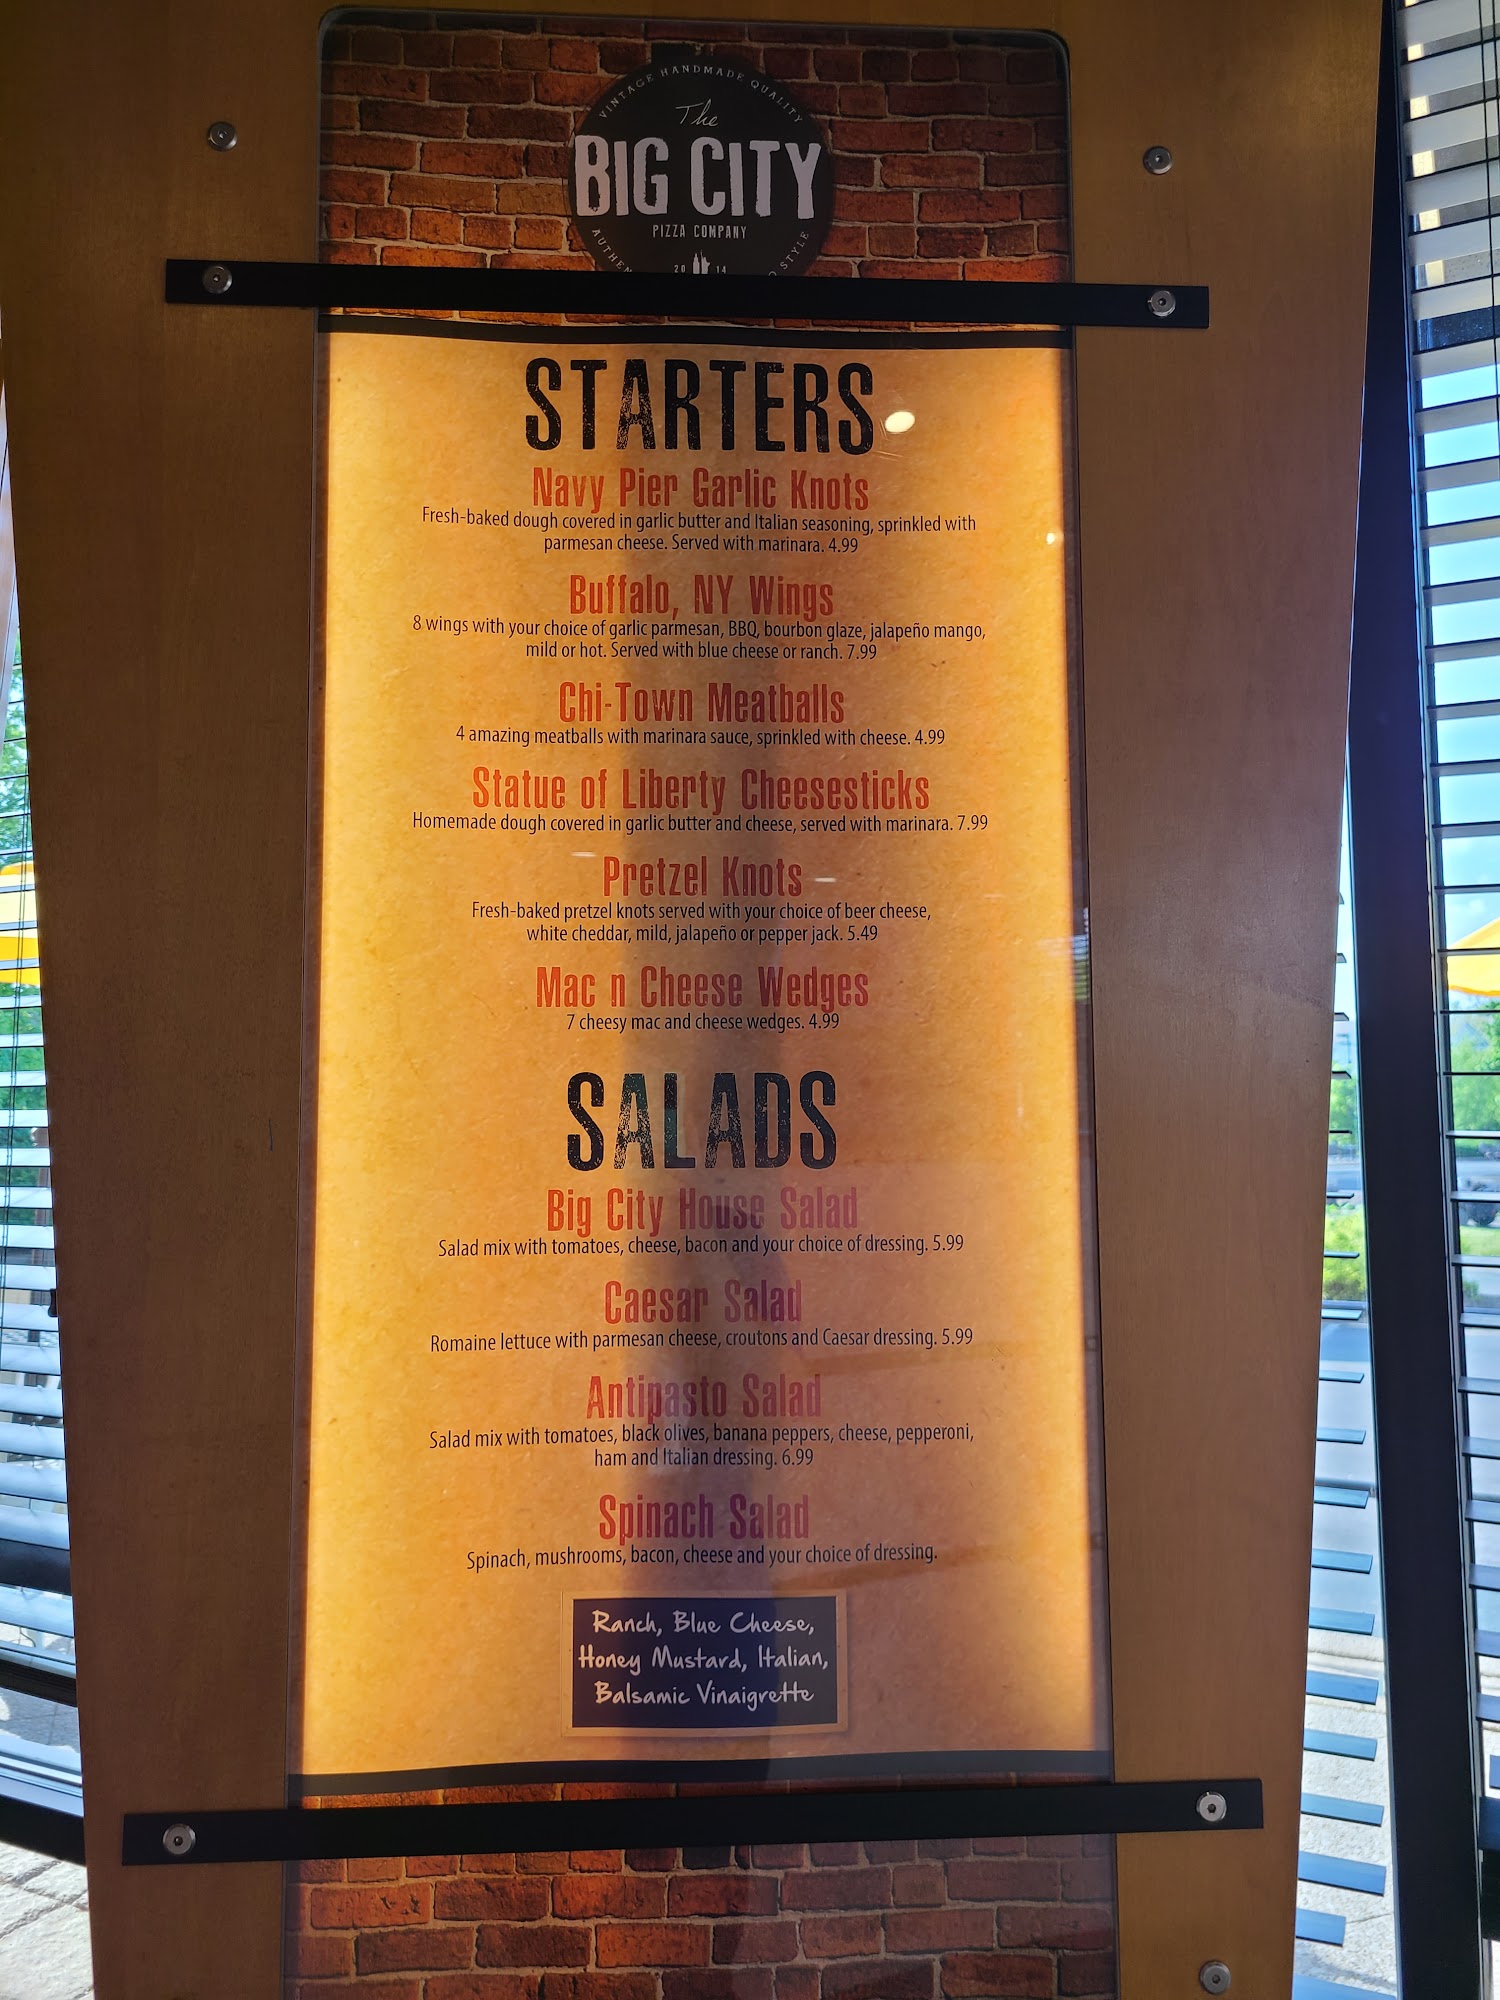 VINTAGE HANDMADE QUALITY
The
BIG CITY
PIZZA COMPANY
20 14
STYLE
STARTERS
Navy Pier Garlic Knots
Fresh-baked dough covered in garlic butter and Italian seasoning, sprinkled with
parmesan cheese. Served with marinara. 4.99
Buffalo, NY Wings
8 wings with your choice of garlic parmesan, BBQ, bourbon glaze, jalapeño mango,
mild or hot. Served with blue cheese or ranch. 7.99
Chi-Town Meatballs
4 amazing meatballs with marinara sauce, sprinkled with cheese. 4.99
Statue of Liberty Cheesesticks
Homemade dough covered in garlic butter and cheese, served with marinara. 7.99
Pretzel Knots
Fresh-baked pretzel knots served with your choice of beer cheese,
white cheddar, mild, jalapeño or pepper jack. 5.49
Mac n Cheese Wedges
7 cheesy mac and cheese wedges. 4.99
SALADS
Big City House Salad
Salad mix with tomatoes, cheese, bacon and your choice of dressing. 5.99
Caesar Salad
Romaine lettuce with parmesan cheese, croutons and Caesar dressing. 5.99
Antipasto Salad
Salad mix with tomatoes, black olives, banana peppers, cheese, pepperoni,
ham and Italian dressing. 6.99
Spinach Salad
Spinach, mushrooms, bacon, cheese and your choice of dressing.
Ranch, Blue Cheese,
Honey Mustard, Italian,
Balsamic Vinaigrette